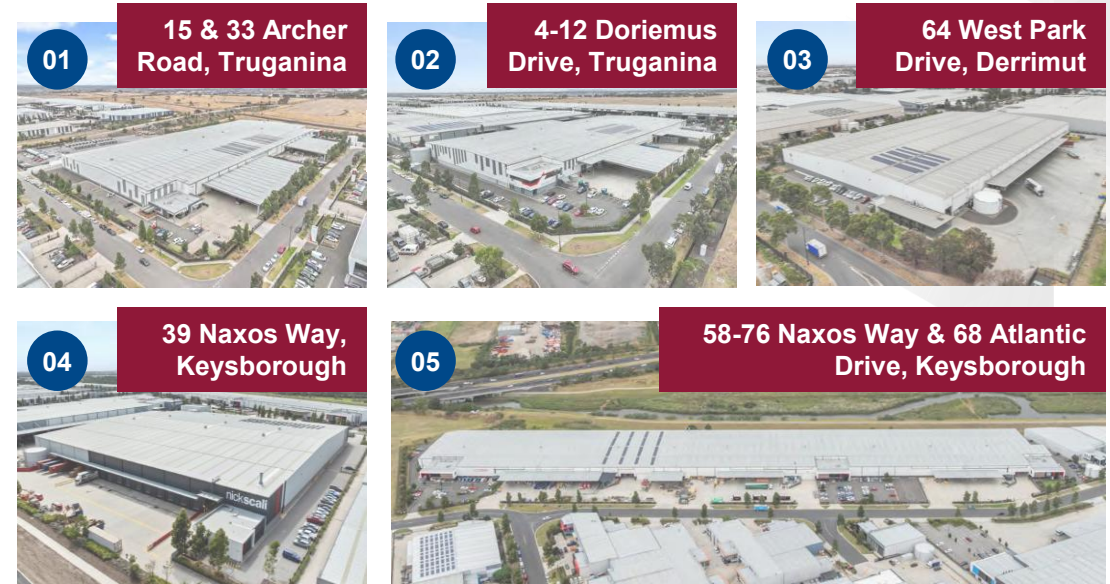 01
15 & 33 Archer
Road, Truganina
02
4-12 Doriemus
Drive, Truganina
03
64 West Park
Drive, Derrimut
04
39 Naxos Way,
Keysborough
nickscali
05
58-76 Naxos Way & 68 Atlantic
Drive, Keysborough